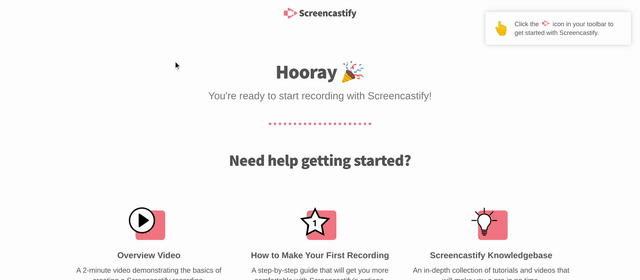 Screencastify
Click the icon in your toolbar to
get started with Screencastify.
Hooray
You're ready to start recording with Screencastify!
Need help getting started?
1
Overview Video
How to Make Your First Recording
Screencastify Knowledgebase
A 2-minute video demonstrating the basics of
A step-by-step guide that will get you more
An in-depth collection of tutorials and videos that